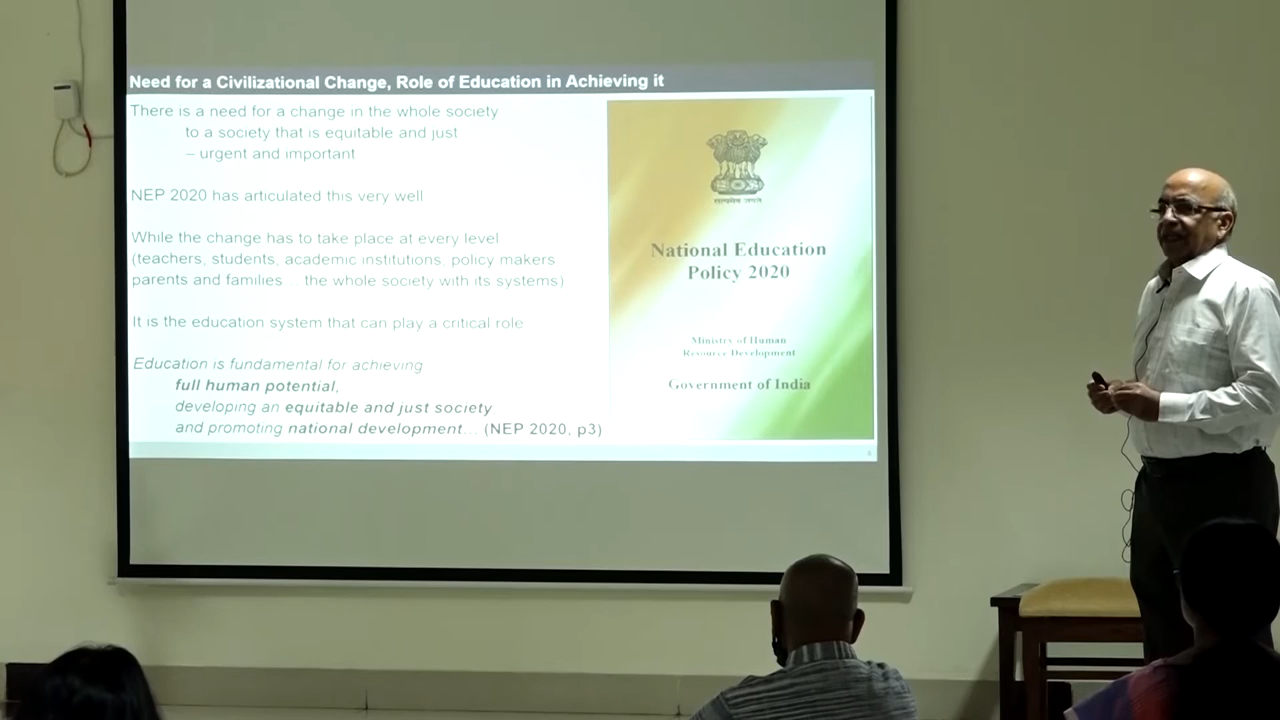 Need for a Civilizational Change, Role of Education in Achieving it
There is a need for a change in the whole society
to a society that is equitable and just
– urgent and important
NEP 2020 has articulated this very well
While the change has to take place at every level
(teachers, students, academic institutions, policy makers
parents and families ... the whole society with its systems)
It is the education system that can play a critical role
Education is fundamental for achieving
full human potential,
developing an equitable and just society
and promoting national development... (NEP 2020, p3)
सत्यमेव जयते
National Education
Policy 2020
Ministry of Human
Resource Development
Government of India